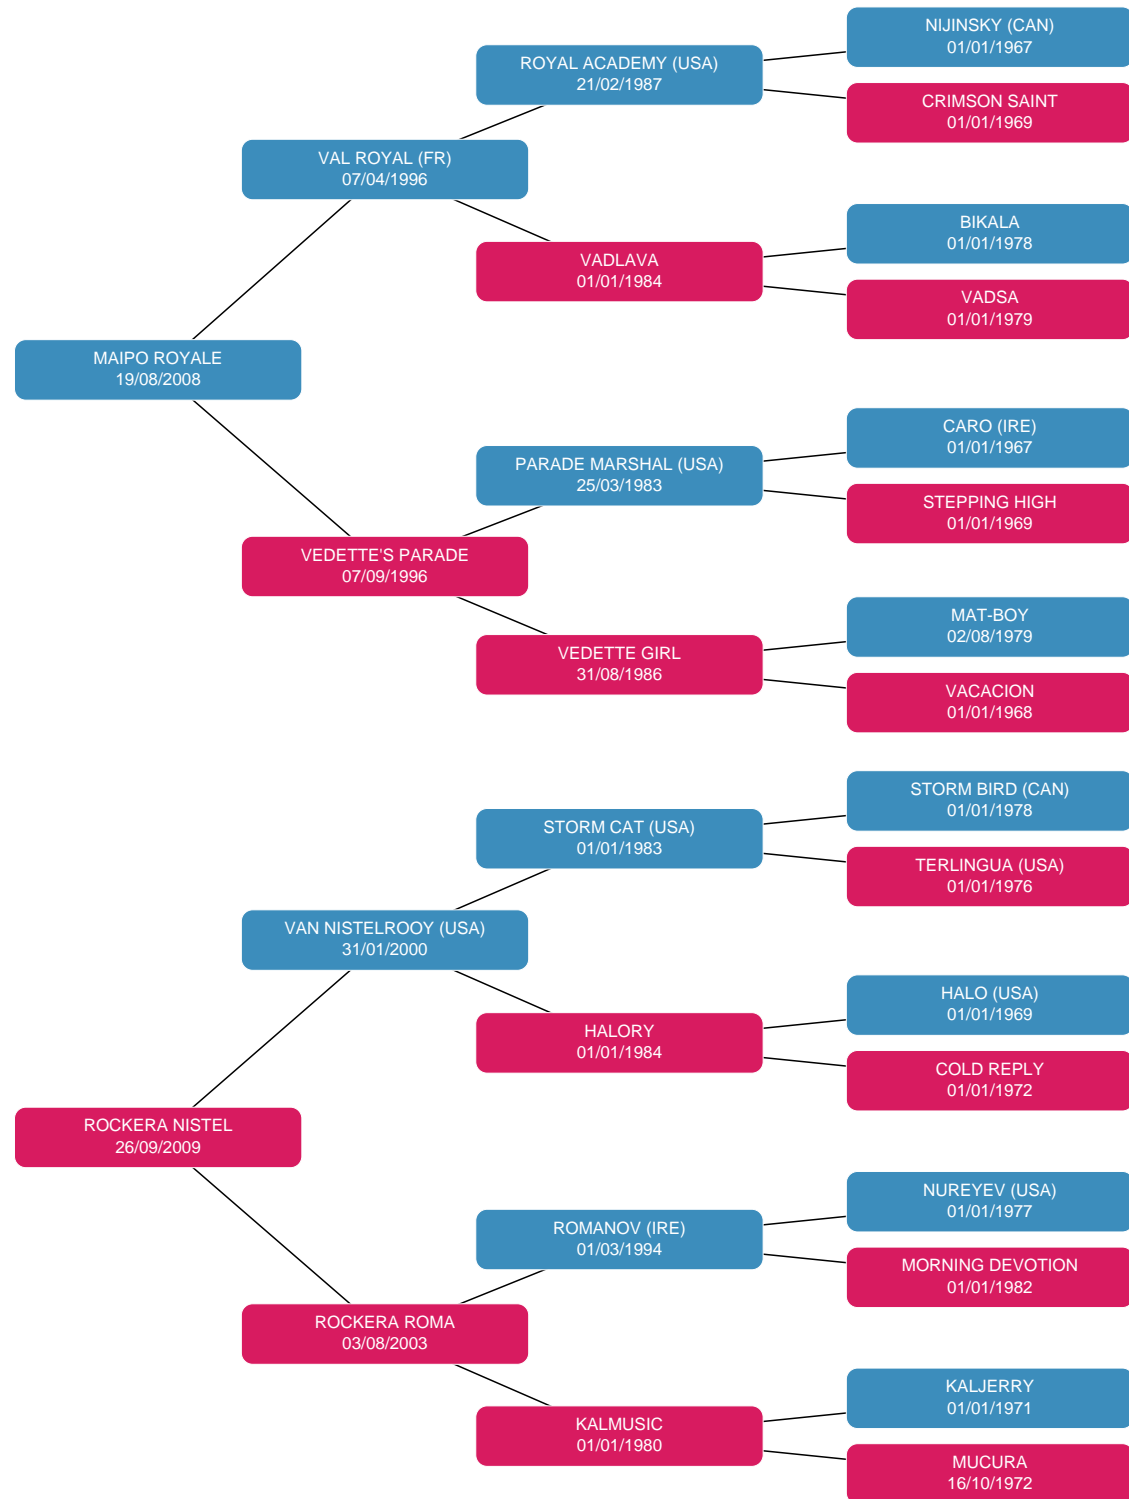 NIJINSKY (CAN)
01/01/1967
ROYAL ACADEMY (USA)
21/02/1987
CRIMSON SAINT
01/01/1969
VAL ROYAL (FR)
07/04/1996
BIKALA
01/01/1978
VADLAVA
01/01/1984
VADSA
01/01/1979
MAIPO ROYALE
19/08/2008
CARO (IRE)
01/01/1967
PARADE MARSHAL (USA)
25/03/1983
STEPPING HIGH
01/01/1969
VEDETTE'S PARADE
07/09/1996
MAT-BOY
02/08/1979
VEDETTE GIRL
31/08/1986
VACACION
01/01/1968
STORM BIRD (CAN)
01/01/1978
STORM CAT (USA)
01/01/1983
TERLINGUA (USA)
01/01/1976
VAN NISTELROOY (USA)
31/01/2000
HALO (USA)
01/01/1969
HALORY
01/01/1984
COLD REPLY
01/01/1972
ROCKERA NISTEL
26/09/2009
NUREYEV (USA)
01/01/1977
ROMANOV (IRE)
01/03/1994
MORNING DEVOTION
01/01/1982
ROCKERA ROMA
03/08/2003
KALJERRY
01/01/1971
KALMUSIC
01/01/1980
MUCURA
16/10/1972